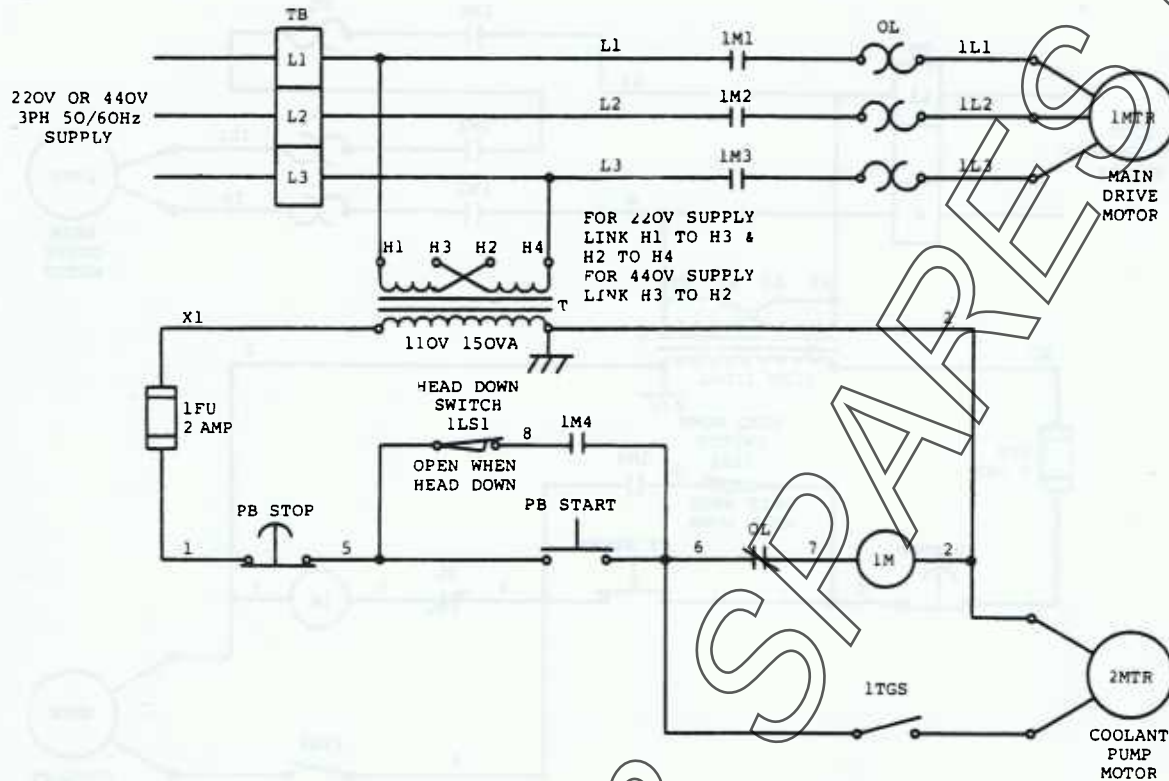 TB
220V OR 440V
3PH 50/60Hz
SUPPLY
L1
L2
L3
L1
L2
L3
1M1
1M2
1M3
OL
1L1
1L2
1L3
1MTR
MAIN
DRIVE
MOTOR
H1 H3 H2 H4
FOR 220V SUPPLY
LINK H1 TO H3 &
H2 TO H4
FOR 440V SUPPLY
LINK H3 TO H2
T
X1
110V 150VA
2
1FU
2 AMP
HEAD DOWN
SWITCH
1LS1
8
1M4
OPEN WHEN
HEAD DOWN
PB STOP
PB START
1
5
6
OL
7
1M
2
1TGS
2MTR
COOLANT
PUMP
MOTOR
SPARES